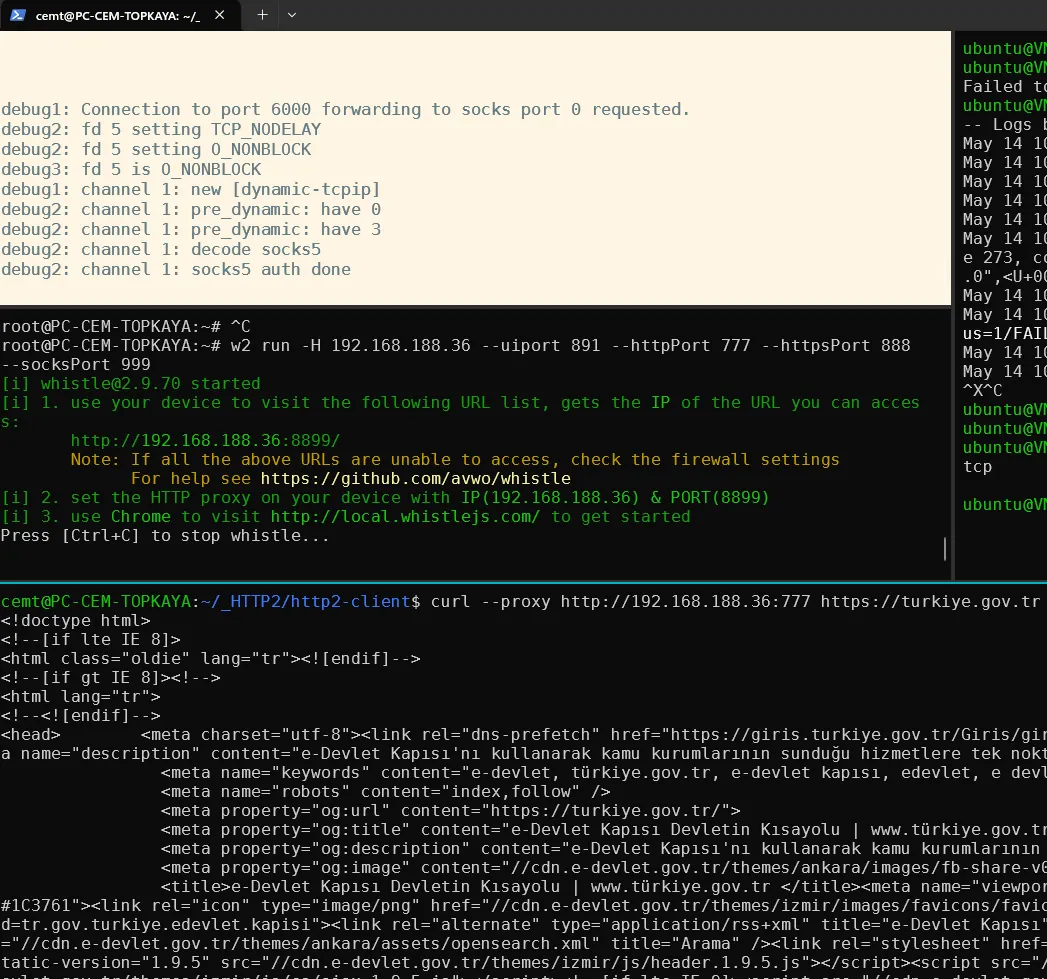 cemt@PC-CEM-TOPKAYA: ~/_
debug1: Connection to port 6000 forwarding to socks port 0 requested.
debug2: fd 5 setting TCP_NODELAY
debug2: fd 5 setting O_NONBLOCK
debug3: fd 5 is O_NONBLOCK
debug1: channel 1: new [dynamic-tcpip]
debug2: channel 1: pre_dynamic: have 0
debug2: channel 1: pre_dynamic: have 3
debug2: channel 1: decode socks5
debug2: channel 1: socks5 auth done
root@PC-CEM-TOPKAYA:~# ^C
root@PC-CEM-TOPKAYA:~# w2 run -H 192.168.188.36 --uiport 891 --httpPort 777 --httpsPort 888
--socksPort 999
[i] whistle@2.9.70 started
[i] 1. use your device to visit the following URL list, gets the IP of the URL you can acces
s:
http://192.168.188.36:8899/
Note: If all the above URLs are unable to access, check the firewall settings
For help see https://github.com/avwo/whistle
[i] 2. set the HTTP proxy on your device with IP(192.168.188.36) & PORT(8899)
[i] 3. use Chrome to visit http://local.whistlejs.com/ to get started
Press [Ctrl+C] to stop whistle...
ubuntu@VM
ubuntu@VM
Failed to
ubuntu@VM
-- Logs b
May 14 10
May 14 10
May 14 10
May 14 10
May 14 10
May 14 10
e 273, co
.0",<U+00
May 14 10
May 14 10
us=1/FAIL
May 14 10
May 14 10
^X^C
ubuntu@VM
ubuntu@VM
ubuntu@VM
tcp
ubuntu@VM
cemt@PC-CEM-TOPKAYA:~/_HTTP2/http2-client$ curl --proxy http://192.168.188.36:777 https://turkiye.gov.tr
<!doctype html>
<!--[if lte IE 8]>
<html class="oldie" lang="tr"><![endif]-->
<!--[if gt IE 8]><!-->
<html lang="tr">
<!--<![endif]-->
<head> <meta charset="utf-8"><link rel="dns-prefetch" href="https://giris.turkiye.gov.tr/Giris/gir
a name="description" content="e-Devlet Kapısı'nı kullanarak kamu kurumlarının sunduğu hizmetlere tek nokt
<meta name="keywords" content="e-devlet, türkiye.gov.tr, e-devlet kapısı, edevlet, e devl
<meta name="robots" content="index,follow" />
<meta property="og:url" content="https://turkiye.gov.tr/">
<meta property="og:title" content="e-Devlet Kapısı Devletin Kısayolu | www.türkiye.gov.tr
<meta property="og:description" content="e-Devlet Kapısı'nı kullanarak kamu kurumlarının
<meta property="og:image" content="//cdn.e-devlet.gov.tr/themes/ankara/images/fb-share-v0
<title>e-Devlet Kapısı Devletin Kısayolu | www.türkiye.gov.tr </title><meta name="viewpor
#1C3761"><link rel="icon" type="image/png" href="//cdn.e-devlet.gov.tr/themes/izmir/images/favicons/favic
d=tr.gov.turkiye.edevlet.kapisi"><link rel="alternate" type="application/rss+xml" title="e-Devlet Kapısı"
="//cdn.e-devlet.gov.tr/themes/ankara/assets/opensearch.xml" title="Arama" /><link rel="stylesheet" href=
tatic-version="1.9.5" src="//cdn.e-devlet.gov.tr/themes/izmir/js/header.1.9.5.js"></script><script src="/